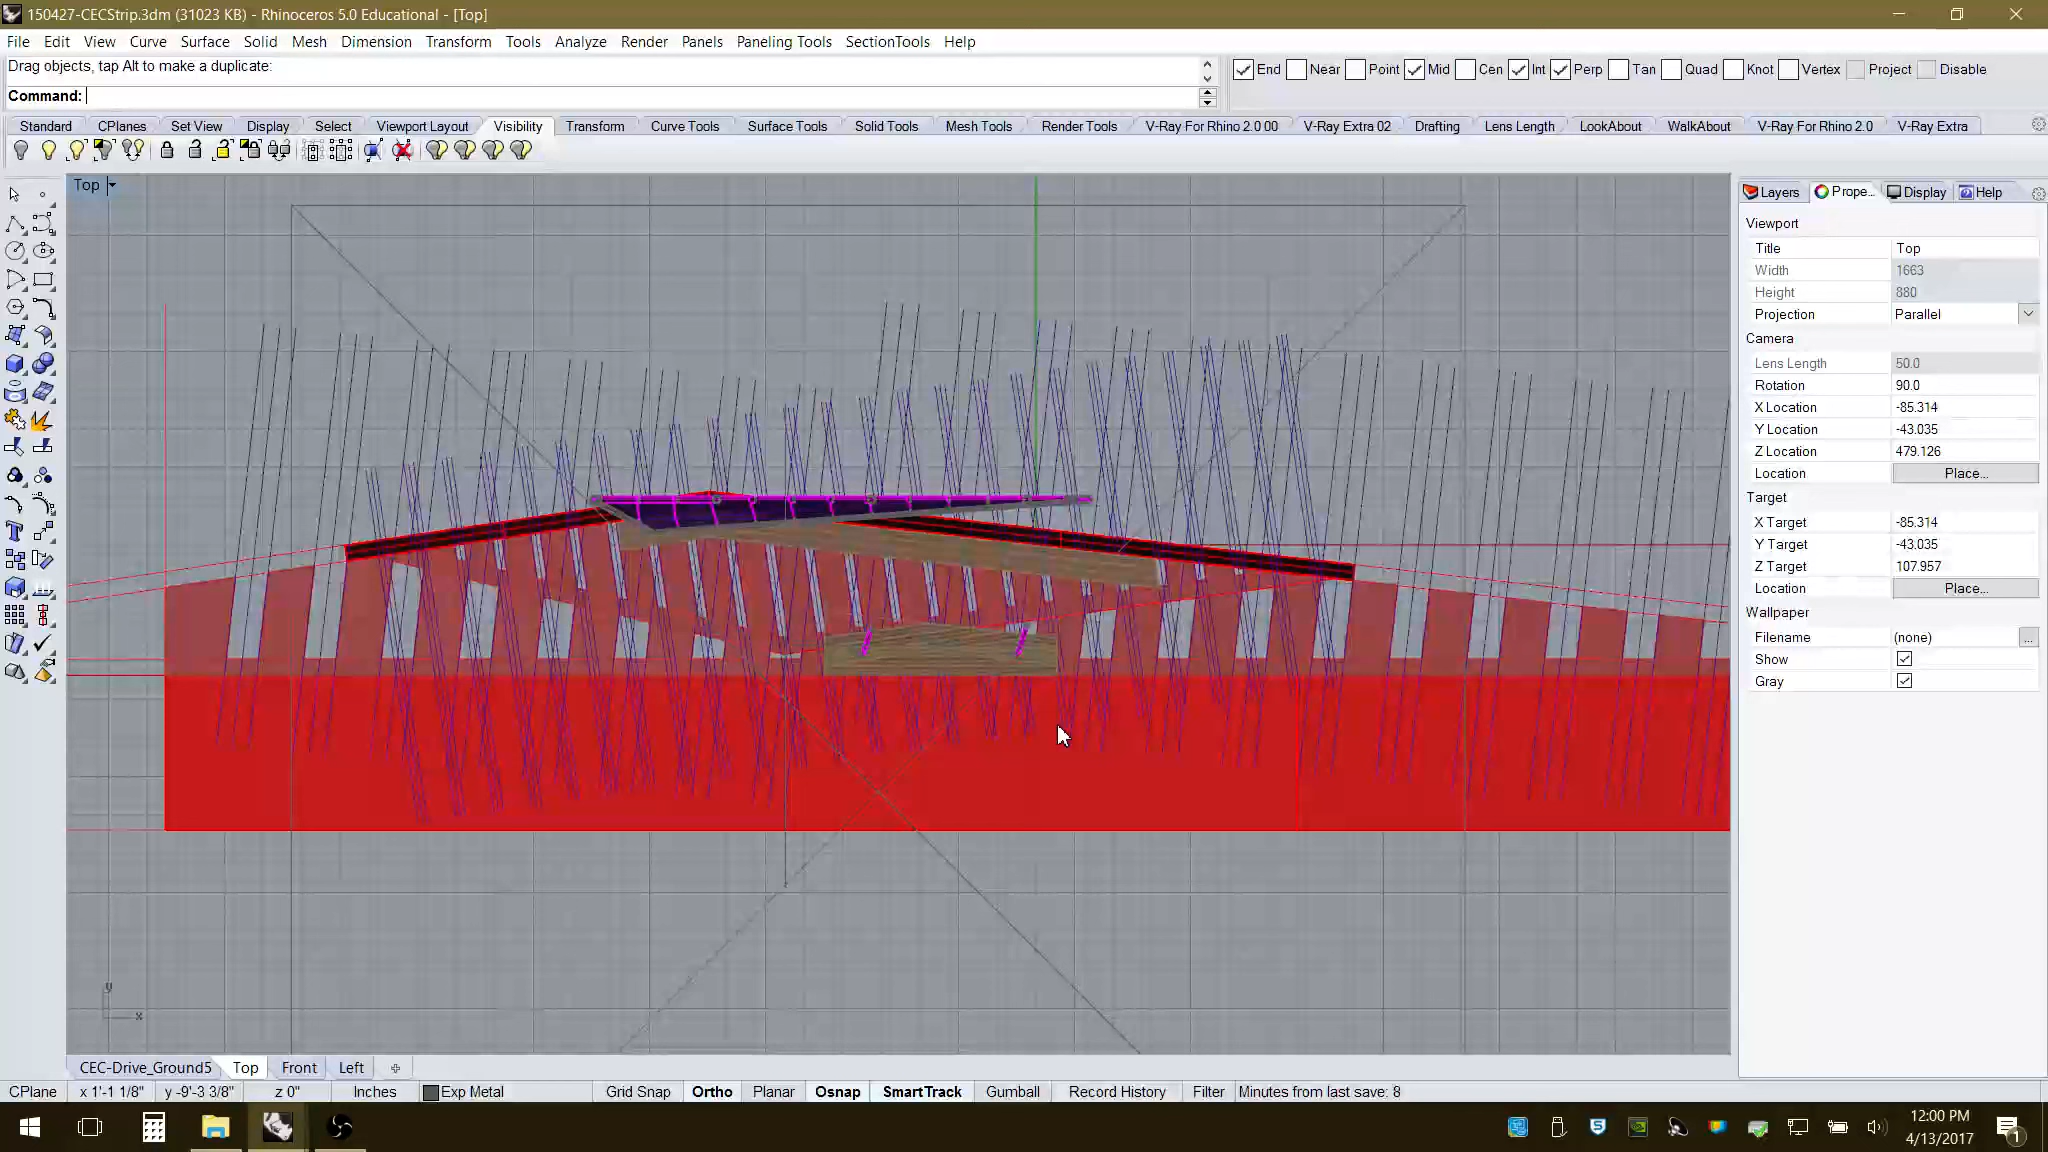 150427-CECStrip.3dm (31023 KB) - Rhinoceros 5.0 Educational - [Top]
File Edit View Curve Surface Solid Mesh Dimension Transform Tools Analyze Render Panels Paneling Tools SectionTools Help
Drag objects, tap Alt to make a duplicate:
Command:
End Near Point Mid Cen Int Perp Tan Quad Knot Vertex Project Disable
Standard CPlanes Set View Display Select Viewport Layout Visibility Transform Curve Tools Surface Tools Solid Tools Mesh Tools Render Tools V-Ray For Rhino 2.0 00 V-Ray Extra 02 Drafting Lens Length LookAbout WalkAbout V-Ray For Rhino 2.0 V-Ray Extra
Top
Layers Prope... Display Help
Viewport
Title Top
Width 1663
Height 880
Projection Parallel
Camera
Lens Length 50.0
Rotation 90.0
X Location -85.314
Y Location -43.035
Z Location 479.126
Location Place...
Target
X Target -85.314
Y Target -43.035
Z Target 107.957
Location Place...
Wallpaper
Filename (none) ...
Show
Gray
y
x
CEC-Drive_Ground5 Top Front Left
CPlane x 1'-1 1/8" y -9'-3 3/8" z 0" Inches Exp Metal Grid Snap Ortho Planar Osnap SmartTrack Gumball Record History Filter Minutes from last save: 8
12:00 PM
4/13/2017
1